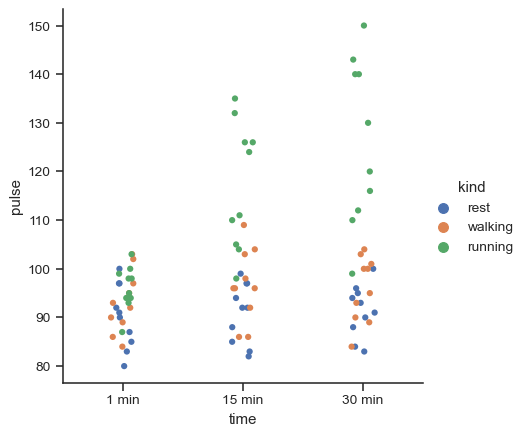 150
140
130
120
110
100
90
80
pulse
1 min
15 min
30 min
time
kind
rest
walking
running